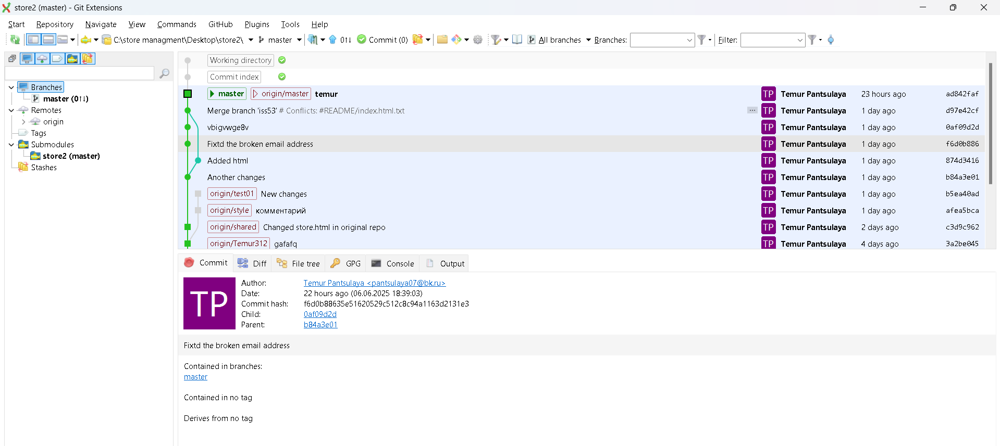 store2 (master) - Git Extensions
Start Repository Navigate View Commands GitHub Plugins Tools Help
C:\store managment\Desktop\store2\ master 0↑↓ Commit (0) All branches Branches: Filter:
Branches
master (0↑↓)
Remotes
origin
Tags
Submodules
store2 (master)
Stashes
Working directory
Commit index
master origin/master temur TP Temur Pantsulaya 23 hours ago ad842faf
Merge branch 'iss53' # Conflicts: #README/index.html.txt ... TP Temur Pantsulaya 1 day ago d97e42cf
vbigvwge8v TP Temur Pantsulaya 1 day ago 0af09d2d
Fixtd the broken email address TP Temur Pantsulaya 1 day ago f6d0b886
Added html TP Temur Pantsulaya 1 day ago 874d3416
Another changes TP Temur Pantsulaya 1 day ago b84a3e01
origin/test01 New changes TP Temur Pantsulaya 1 day ago b5ea40ad
origin/style комментарий TP Temur Pantsulaya 1 day ago afea5bca
origin/shared Changed store.html in original repo TP Temur Pantsulaya 2 days ago c3d9c962
origin/Temur312 gafafq TP Temur Pantsulaya 4 days ago 3a2be045
Commit Diff File tree GPG Console Output
TP
Author: Temur Pantsulaya <pantsulaya07@bk.ru>
Date: 22 hours ago (06.06.2025 18:39:03)
Commit hash: f6d0b88635e51620529c512c8c94a1163d2131e3
Child: 0af09d2d
Parent: b84a3e01
Fixtd the broken email address
Contained in branches:
master
Contained in no tag
Derives from no tag